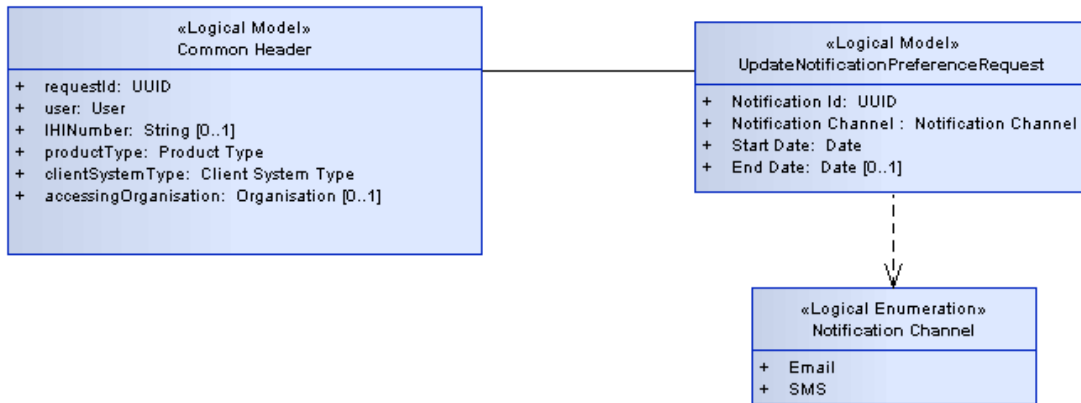 «Logical Model»
Common Header
+ requestId: UUID
+ user: User
+ IHINumber: String [0..1]
+ productType: Product Type
+ clientSystemType: Client System Type
+ accessingOrganisation: Organisation [0..1]
«Logical Model»
UpdateNotificationPreferenceRequest
+ Notification Id: UUID
+ Notification Channel : Notification Channel
+ Start Date: Date
+ End Date: Date [0..1]
«Logical Enumeration»
Notification Channel
+ Email
+ SMS